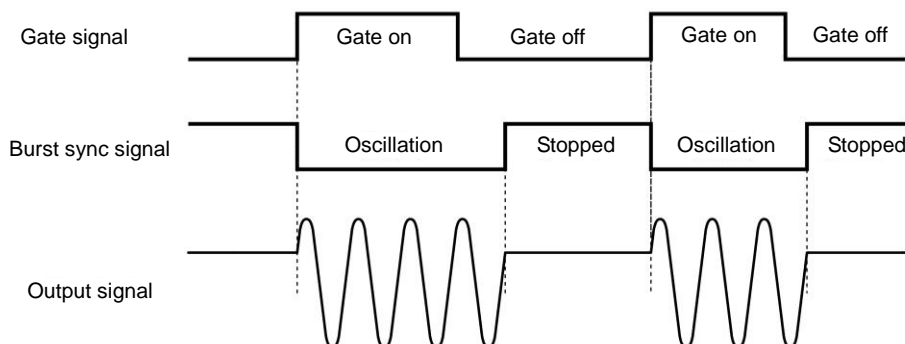 Gate signal
Gate on
Gate off
Gate on
Gate off
Burst sync signal
Oscillation
Stopped
Oscillation
Stopped
Output signal